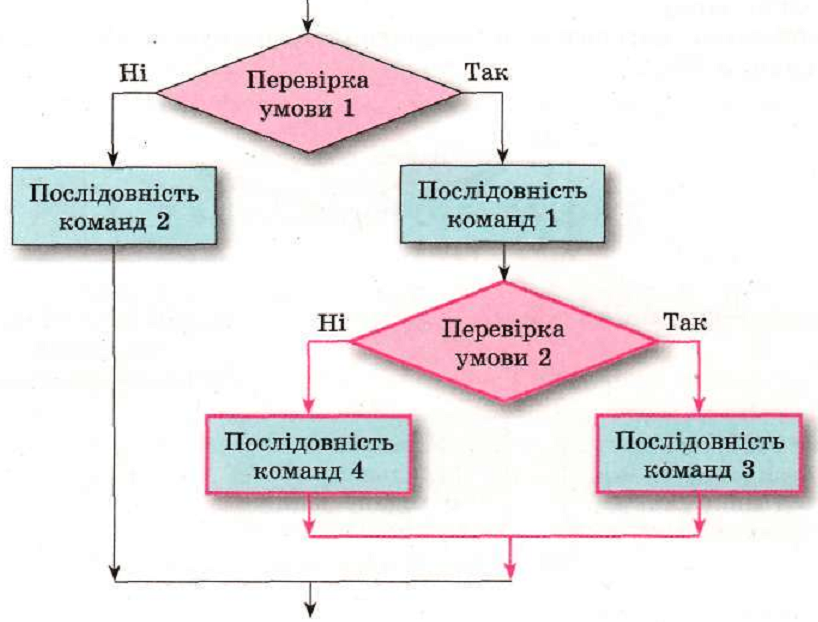 Перевірка
умови 1
Ні
Так
Послідовність
команд 2
Послідовність
команд 1
Перевірка
умови 2
Ні
Так
Послідовність
команд 4
Послідовність
команд 3